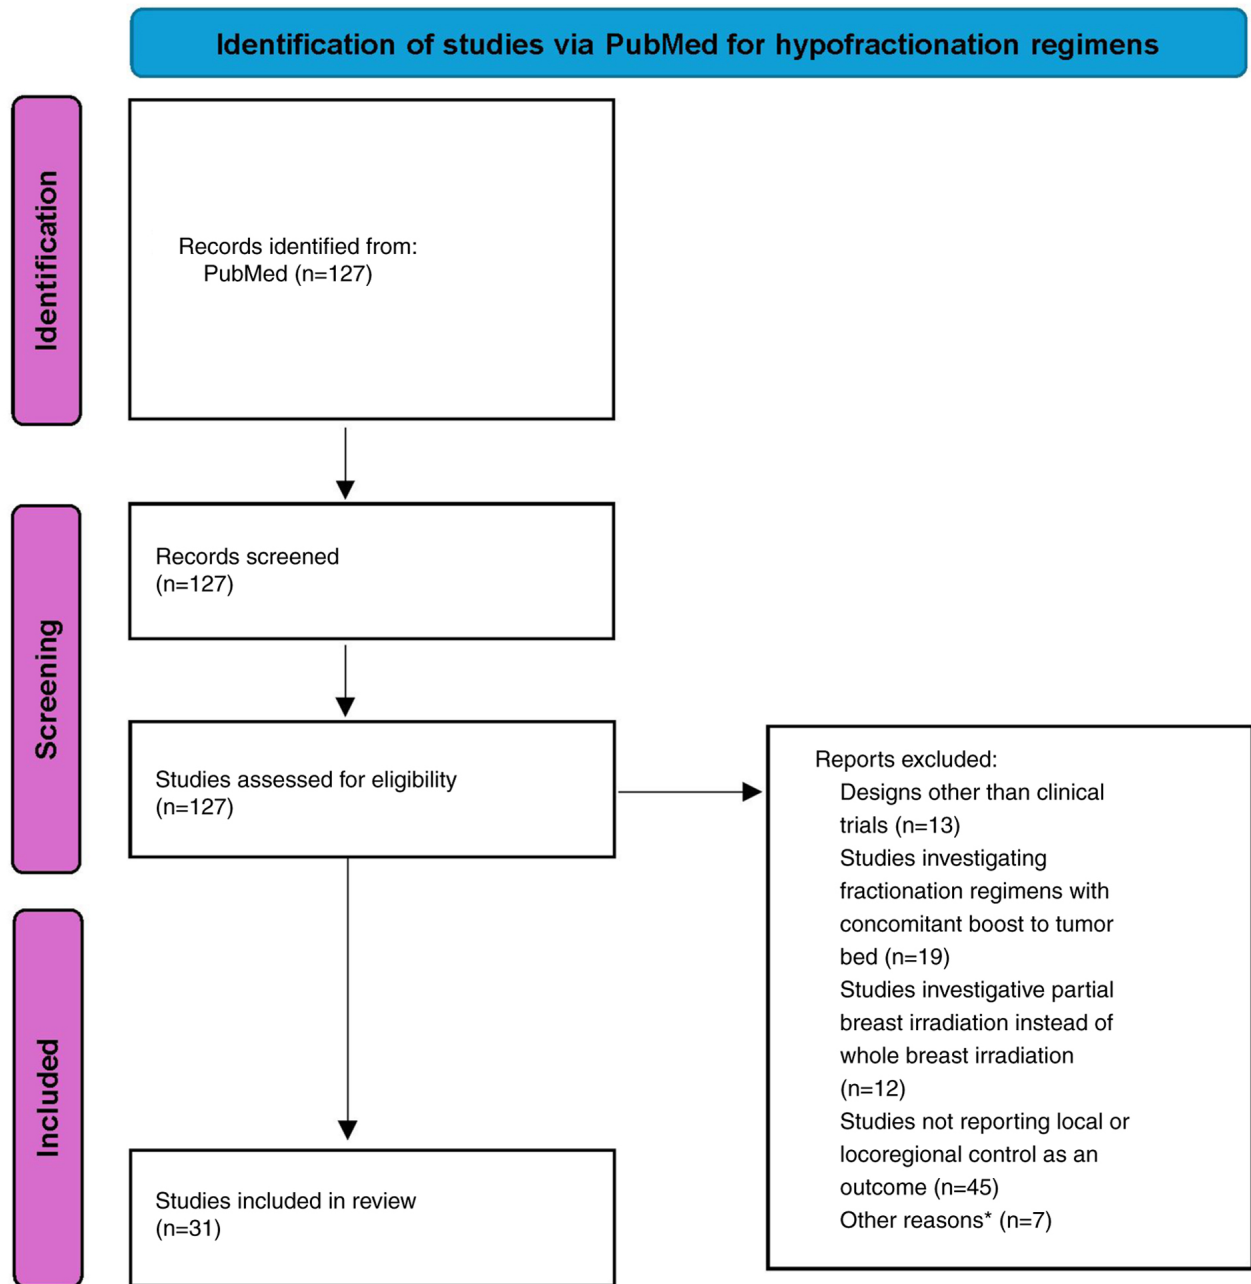 Identification of studies via PubMed for hypofractionation regimens
Identification
Records identified from:
PubMed (n=127)
Screening
Records screened
(n=127)
Studies assessed for eligibility
(n=127)
Reports excluded:
Designs other than clinical
trials (n=13)
Studies investigating
fractionation regimens with
concomitant boost to tumor
bed (n=19)
Studies investigative partial
breast irradiation instead of
whole breast irradiation
(n=12)
Studies not reporting local or
locoregional control as an
outcome (n=45)
Other reasons* (n=7)
Included
Studies included in review
(n=31)